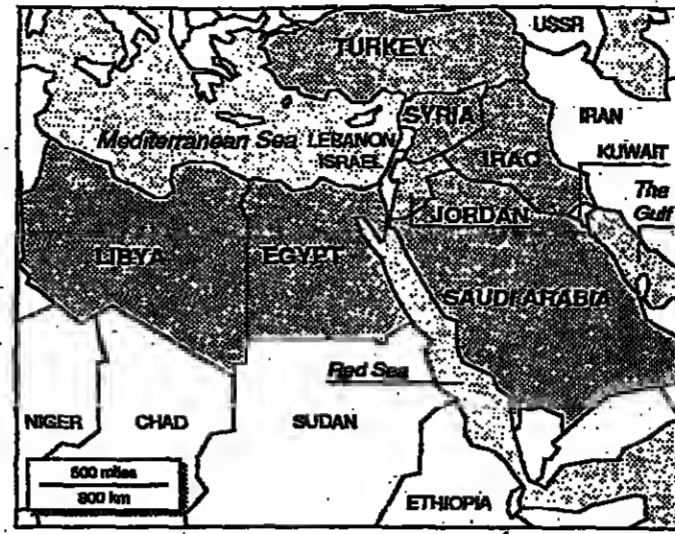 USSR
TURKEY
SYRIA
IRAN
Mediterranean Sea
LEBANON
ISRAEL
IRAQ
KUWAIT
The
Gulf
JORDAN
LIBYA
EGYPT
SAUDI ARABIA
Red Sea
NIGER
CHAD
SUDAN
500 miles
800 km
ETHIOPIA